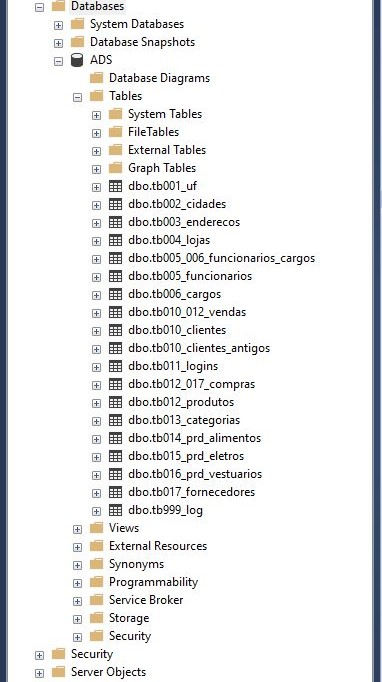 Databases
System Databases
Database Snapshots
ADS
Database Diagrams
Tables
System Tables
FileTables
External Tables
Graph Tables
dbo.tb001_uf
dbo.tb002_cidades
dbo.tb003_enderecos
dbo.tb004_lojas
dbo.tb005_006_funcionarios_cargos
dbo.tb005_funcionarios
dbo.tb006_cargos
dbo.tb010_012_vendas
dbo.tb010_clientes
dbo.tb010_clientes_antigos
dbo.tb011_logins
dbo.tb012_017_compras
dbo.tb012_produtos
dbo.tb013_categorias
dbo.tb014_prd_alimentos
dbo.tb015_prd_eletros
dbo.tb016_prd_vestuarios
dbo.tb017_fornecedores
dbo.tb999_log
Views
External Resources
Synonyms
Programmability
Service Broker
Storage
Security
Security
Server Objects